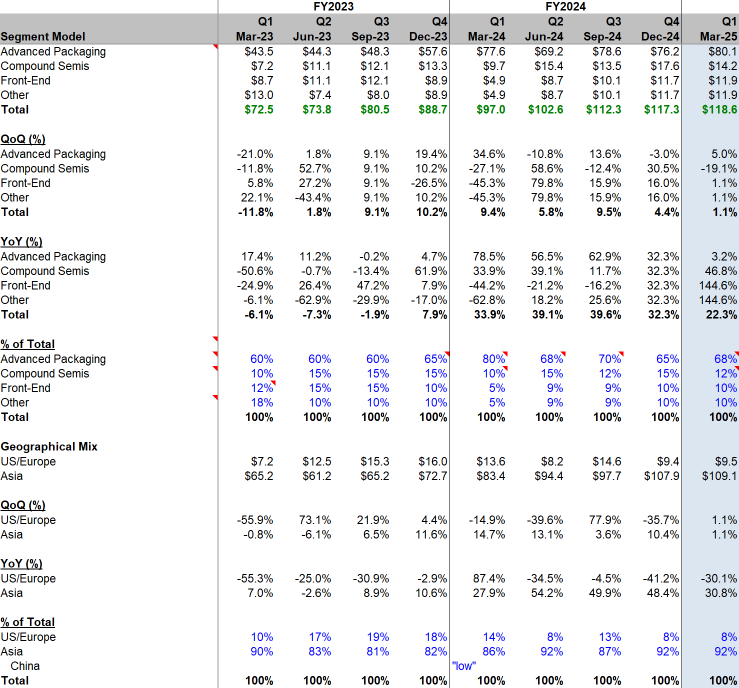 FY2023 FY2024
Q1 Q2 Q3 Q4 Q1 Q2 Q3 Q4 Q1
Segment Model Mar-23 Jun-23 Sep-23 Dec-23 Mar-24 Jun-24 Sep-24 Dec-24 Mar-25
Advanced Packaging $43.5 $44.3 $48.3 $57.6 $77.6 $69.2 $78.6 $76.2 $80.1
Compound Semis $7.2 $11.1 $12.1 $13.3 $9.7 $15.4 $13.5 $17.6 $14.2
Front-End $8.7 $11.1 $12.1 $8.9 $4.9 $8.7 $10.1 $11.7 $11.9
Other $13.0 $7.4 $8.0 $8.9 $4.9 $8.7 $10.1 $11.7 $11.9
Total $72.5 $73.8 $80.5 $88.7 $97.0 $102.6 $112.3 $117.3 $118.6
QoQ (%)
Advanced Packaging -21.0% 1.8% 9.1% 19.4% 34.6% -10.8% 13.6% -3.0% 5.0%
Compound Semis -11.8% 52.7% 9.1% 10.2% -27.1% 58.6% -12.4% 30.5% -19.1%
Front-End 5.8% 27.2% 9.1% -26.5% -45.3% 79.8% 15.9% 16.0% 1.1%
Other 22.1% -43.4% 9.1% 10.2% -45.3% 79.8% 15.9% 16.0% 1.1%
Total -11.8% 1.8% 9.1% 10.2% 9.4% 5.8% 9.5% 4.4% 1.1%
YoY (%)
Advanced Packaging 17.4% 11.2% -0.2% 4.7% 78.5% 56.5% 62.9% 32.3% 3.2%
Compound Semis -50.6% -0.7% -13.4% 61.9% 33.9% 39.1% 11.7% 32.3% 46.8%
Front-End -24.9% 26.4% 47.2% 7.9% -44.2% -21.2% -16.2% 32.3% 144.6%
Other -6.1% -62.9% -29.9% -17.0% -62.8% 18.2% 25.6% 32.3% 144.6%
Total -6.1% -7.3% -1.9% 7.9% 33.9% 39.1% 39.6% 32.3% 22.3%
% of Total
Advanced Packaging 60% 60% 60% 65% 80% 68% 70% 65% 68%
Compound Semis 10% 15% 15% 15% 10% 15% 12% 15% 12%
Front-End 12% 15% 15% 10% 5% 9% 9% 10% 10%
Other 18% 10% 10% 10% 5% 9% 9% 10% 10%
Total 100% 100% 100% 100% 100% 100% 100% 100% 100%
Geographical Mix
US/Europe $7.2 $12.5 $15.3 $16.0 $13.6 $8.2 $14.6 $9.4 $9.5
Asia $65.2 $61.2 $65.2 $72.7 $83.4 $94.4 $97.7 $107.9 $109.1
QoQ (%)
US/Europe -55.9% 73.1% 21.9% 4.4% -14.9% -39.6% 77.9% -35.7% 1.1%
Asia -0.8% -6.1% 6.5% 11.6% 14.7% 13.1% 3.6% 10.4% 1.1%
YoY (%)
US/Europe -55.3% -25.0% -30.9% -2.9% 87.4% -34.5% -4.5% -41.2% -30.1%
Asia 7.0% -2.6% 8.9% 10.6% 27.9% 54.2% 49.9% 48.4% 30.8%
% of Total
US/Europe 10% 17% 19% 18% 14% 8% 13% 8% 8%
Asia 90% 83% 81% 82% 86% 92% 87% 92% 92%
China "low"
Total 100% 100% 100% 100% 100% 100% 100% 100% 100%